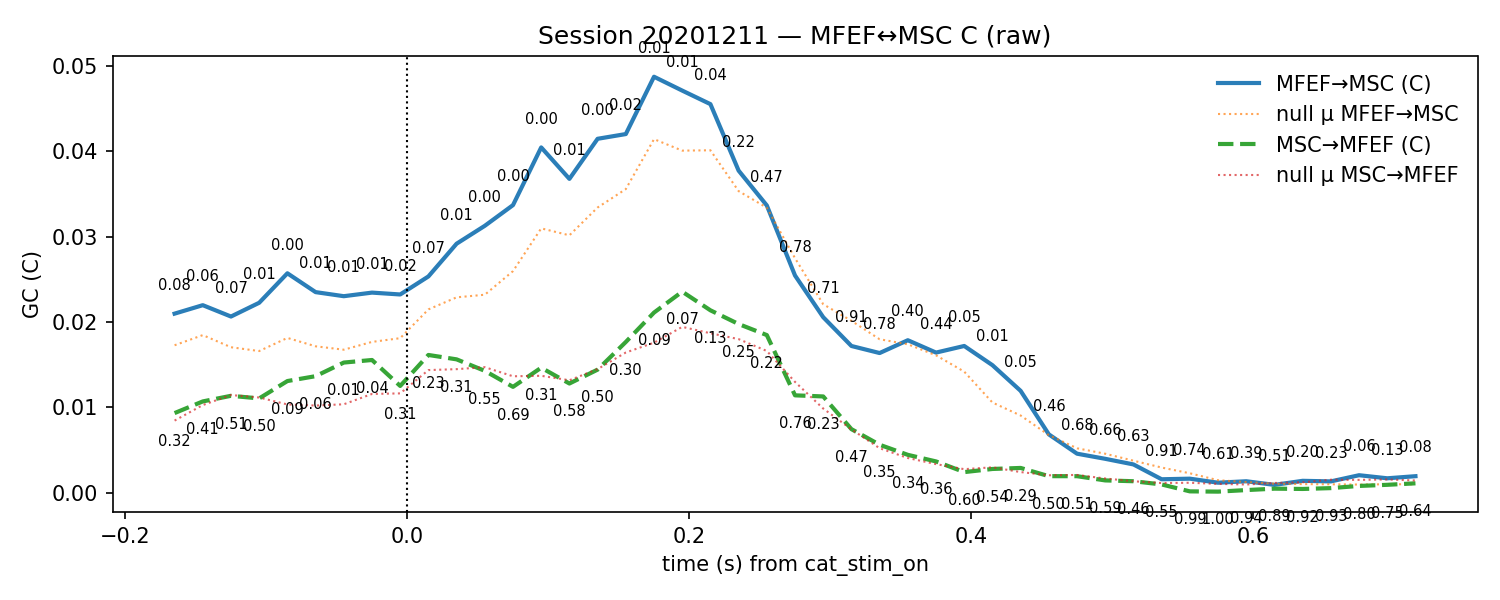 Session 20201211 — MFEF↔MSC C (raw)
GC (C)
0.05
0.04
0.03
0.02
0.01
0.00
MFEF→MSC (C)
null μ MFEF→MSC
MSC→MFEF (C)
null μ MSC→MFEF
0.08 0.06 0.07 0.01 0.00 0.01 0.01 0.01 0.02 0.07 0.01 0.00 0.00 0.00 0.01 0.00 0.02 0.01 0.01 0.04 0.22 0.47 0.78 0.71 0.91 0.78 0.40 0.44 0.05 0.01 0.05 0.46 0.68 0.66 0.63 0.91 0.74 0.61 0.39 0.51 0.20 0.23 0.06 0.13 0.08
0.32 0.41 0.51 0.50 0.09 0.06 0.01 0.04 0.31 0.23 0.31 0.55 0.69 0.31 0.58 0.50 0.30 0.09 0.07 0.13 0.25 0.22 0.76 0.23 0.47 0.35 0.34 0.36 0.60 0.54 0.29 0.50 0.51 0.59 0.46 0.55 0.99 1.00 0.94 0.89 0.92 0.93 0.80 0.75 0.64
−0.2 0.0 0.2 0.4 0.6
time (s) from cat_stim_on